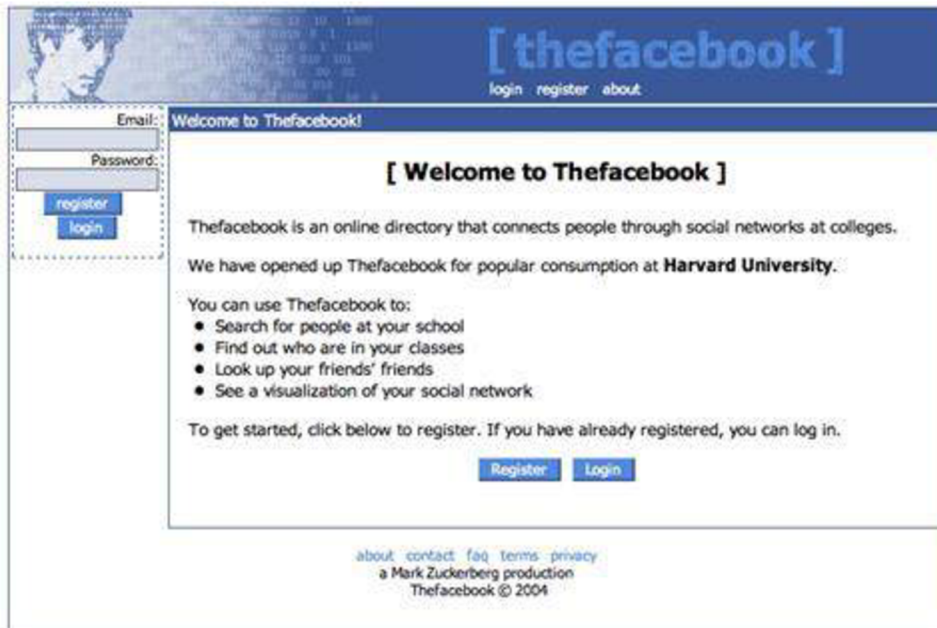 [ thefacebook ]
login register about
Email:
Password:
register
login
Welcome to Thefacebook!
[ Welcome to Thefacebook ]
Thefacebook is an online directory that connects people through social networks at colleges.
We have opened up Thefacebook for popular consumption at Harvard University.
You can use Thefacebook to:
• Search for people at your school
• Find out who are in your classes
• Look up your friends' friends
• See a visualization of your social network
To get started, click below to register. If you have already registered, you can log in.
Register Login
about contact faq terms privacy
a Mark Zuckerberg production
Thefacebook © 2004